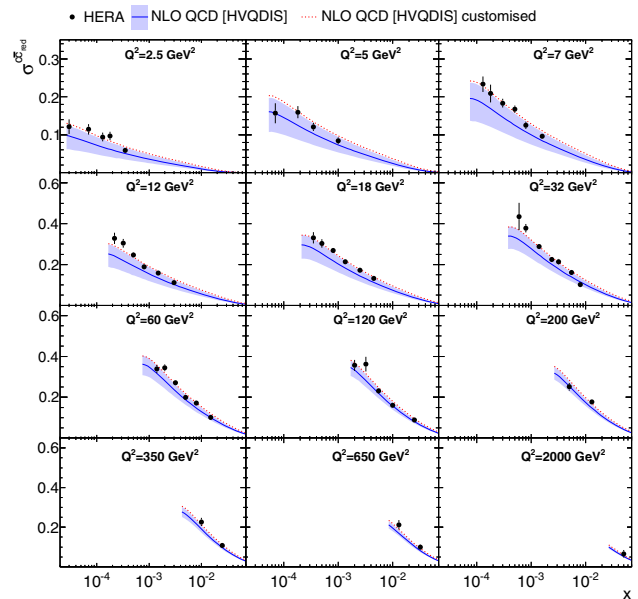 HERA NLO QCD [HVQDIS] NLO QCD [HVQDIS] customised
σ_red^cc̄
Q²=2.5 GeV² Q²=5 GeV² Q²=7 GeV²
0.3
0.2
0.1
Q²=12 GeV² Q²=18 GeV² Q²=32 GeV²
0.6
0.4
0.2
Q²=60 GeV² Q²=120 GeV² Q²=200 GeV²
0.6
0.4
0.2
Q²=350 GeV² Q²=650 GeV² Q²=2000 GeV²
0.6
0.4
0.2
10⁻⁴ 10⁻³ 10⁻² 10⁻⁴ 10⁻³ 10⁻² 10⁻⁴ 10⁻³ 10⁻²
x